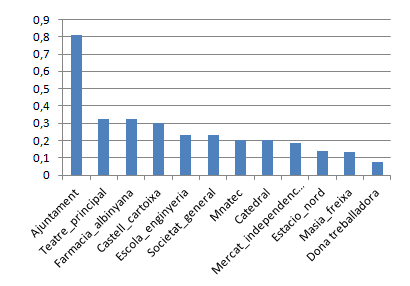 0,9
0,8
0,7
0,6
0,5
0,4
0,3
0,2
0,1
0
Ajuntament
Teatre_principal
Farmacia_albinyana
Castell_cartoixa
Escola_enginyeria
Societat_general
Mnatec
Catedral
Mercat_independenc...
Estacio_nord
Masia_freixa
Dona treballadora